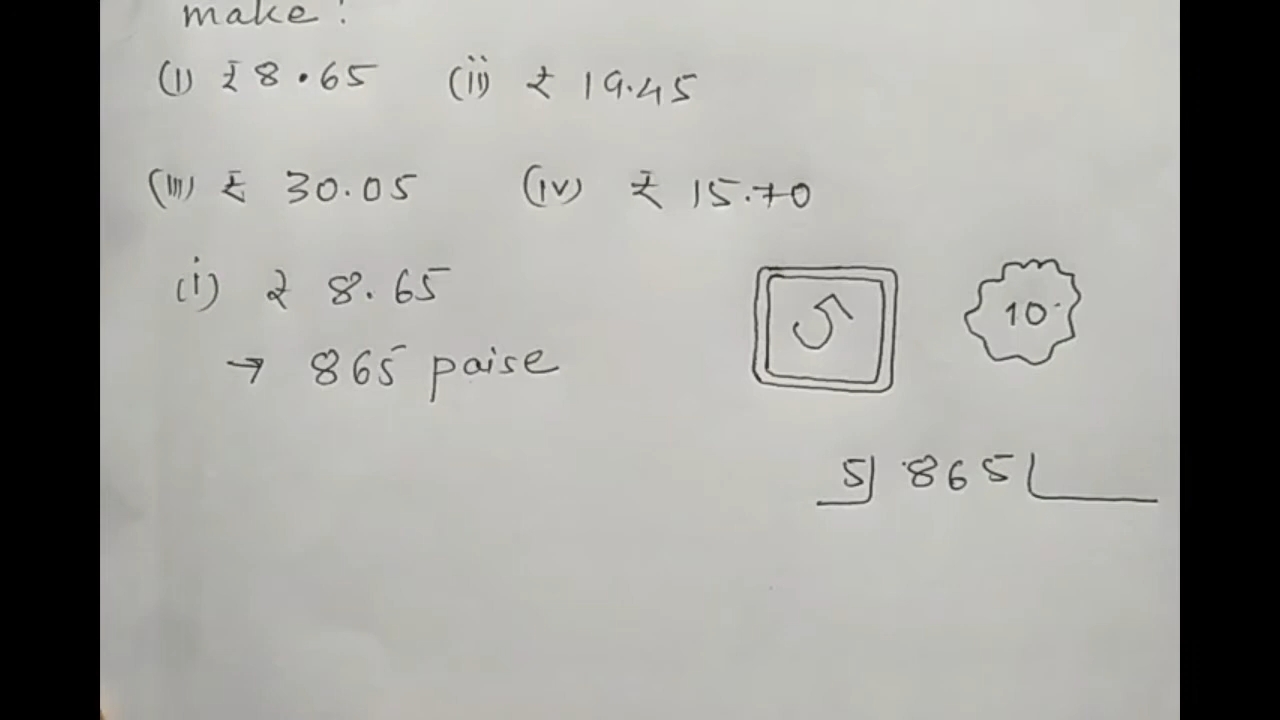 make?
(i) ₹ 8.65 (ii) ₹ 19.45
(iii) ₹ 30.05 (iv) ₹ 15.70
(i) ₹ 8.65
→ 865 paise
5 10
5) 865 (